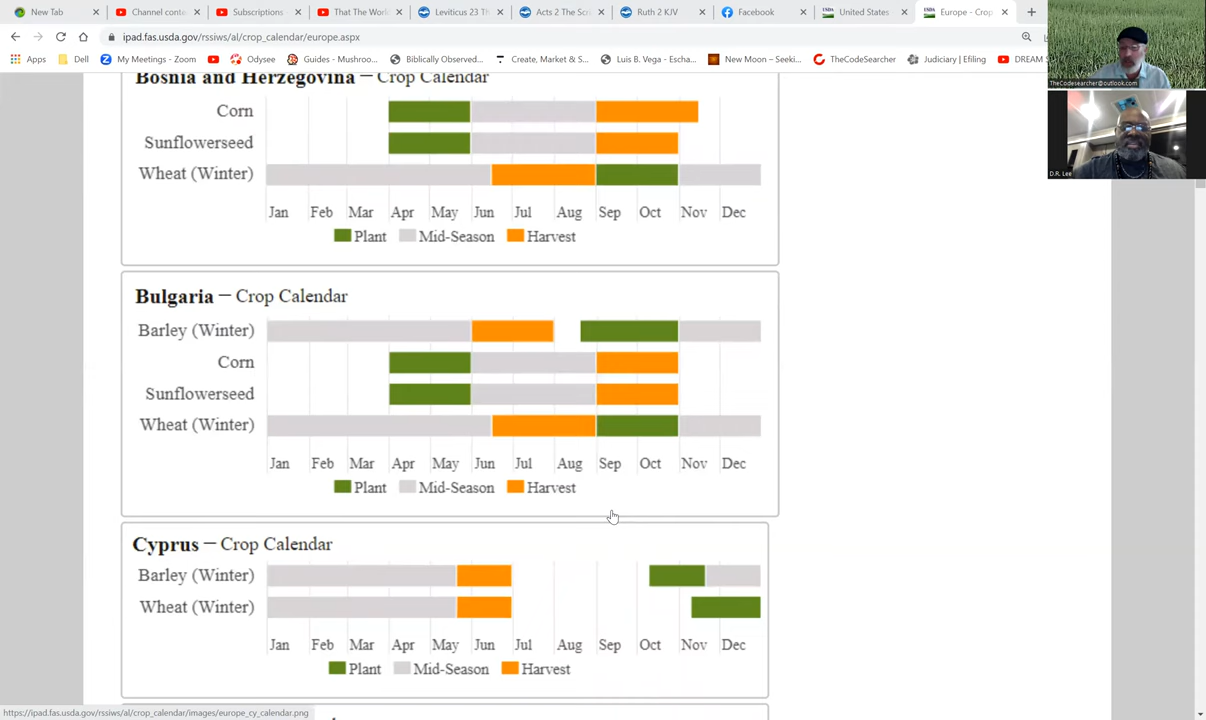 New Tab
Channel conte
Subscriptions
That The Work
Leviticus 23 Th
Acts 2 The Scri
Ruth 2 KJV
Facebook
United States
Europe - Crop
ipad.fas.usda.gov/rssiws/al/crop_calendar/europe.aspx
Apps
Dell
My Meetings - Zoom
Odysee
Guides - Mushroo...
Biblically Observed...
Create, Market & S...
Luis B. Vega - Escha...
New Moon – Seeki...
TheCodeSearcher
Judiciary | Efiling
DREAM S
TheCodesearcher@outlook.com
D.R. Lee
Bosnia and Herzegovina – Crop Calendar
Corn
Sunflowerseed
Wheat (Winter)
Jan Feb Mar Apr May Jun Jul Aug Sep Oct Nov Dec
Plant Mid-Season Harvest
Bulgaria – Crop Calendar
Barley (Winter)
Corn
Sunflowerseed
Wheat (Winter)
Jan Feb Mar Apr May Jun Jul Aug Sep Oct Nov Dec
Plant Mid-Season Harvest
Cyprus – Crop Calendar
Barley (Winter)
Wheat (Winter)
Jan Feb Mar Apr May Jun Jul Aug Sep Oct Nov Dec
Plant Mid-Season Harvest
https://ipad.fas.usda.gov/rssiws/al/crop_calendar/images/europe_cy_calendar.png